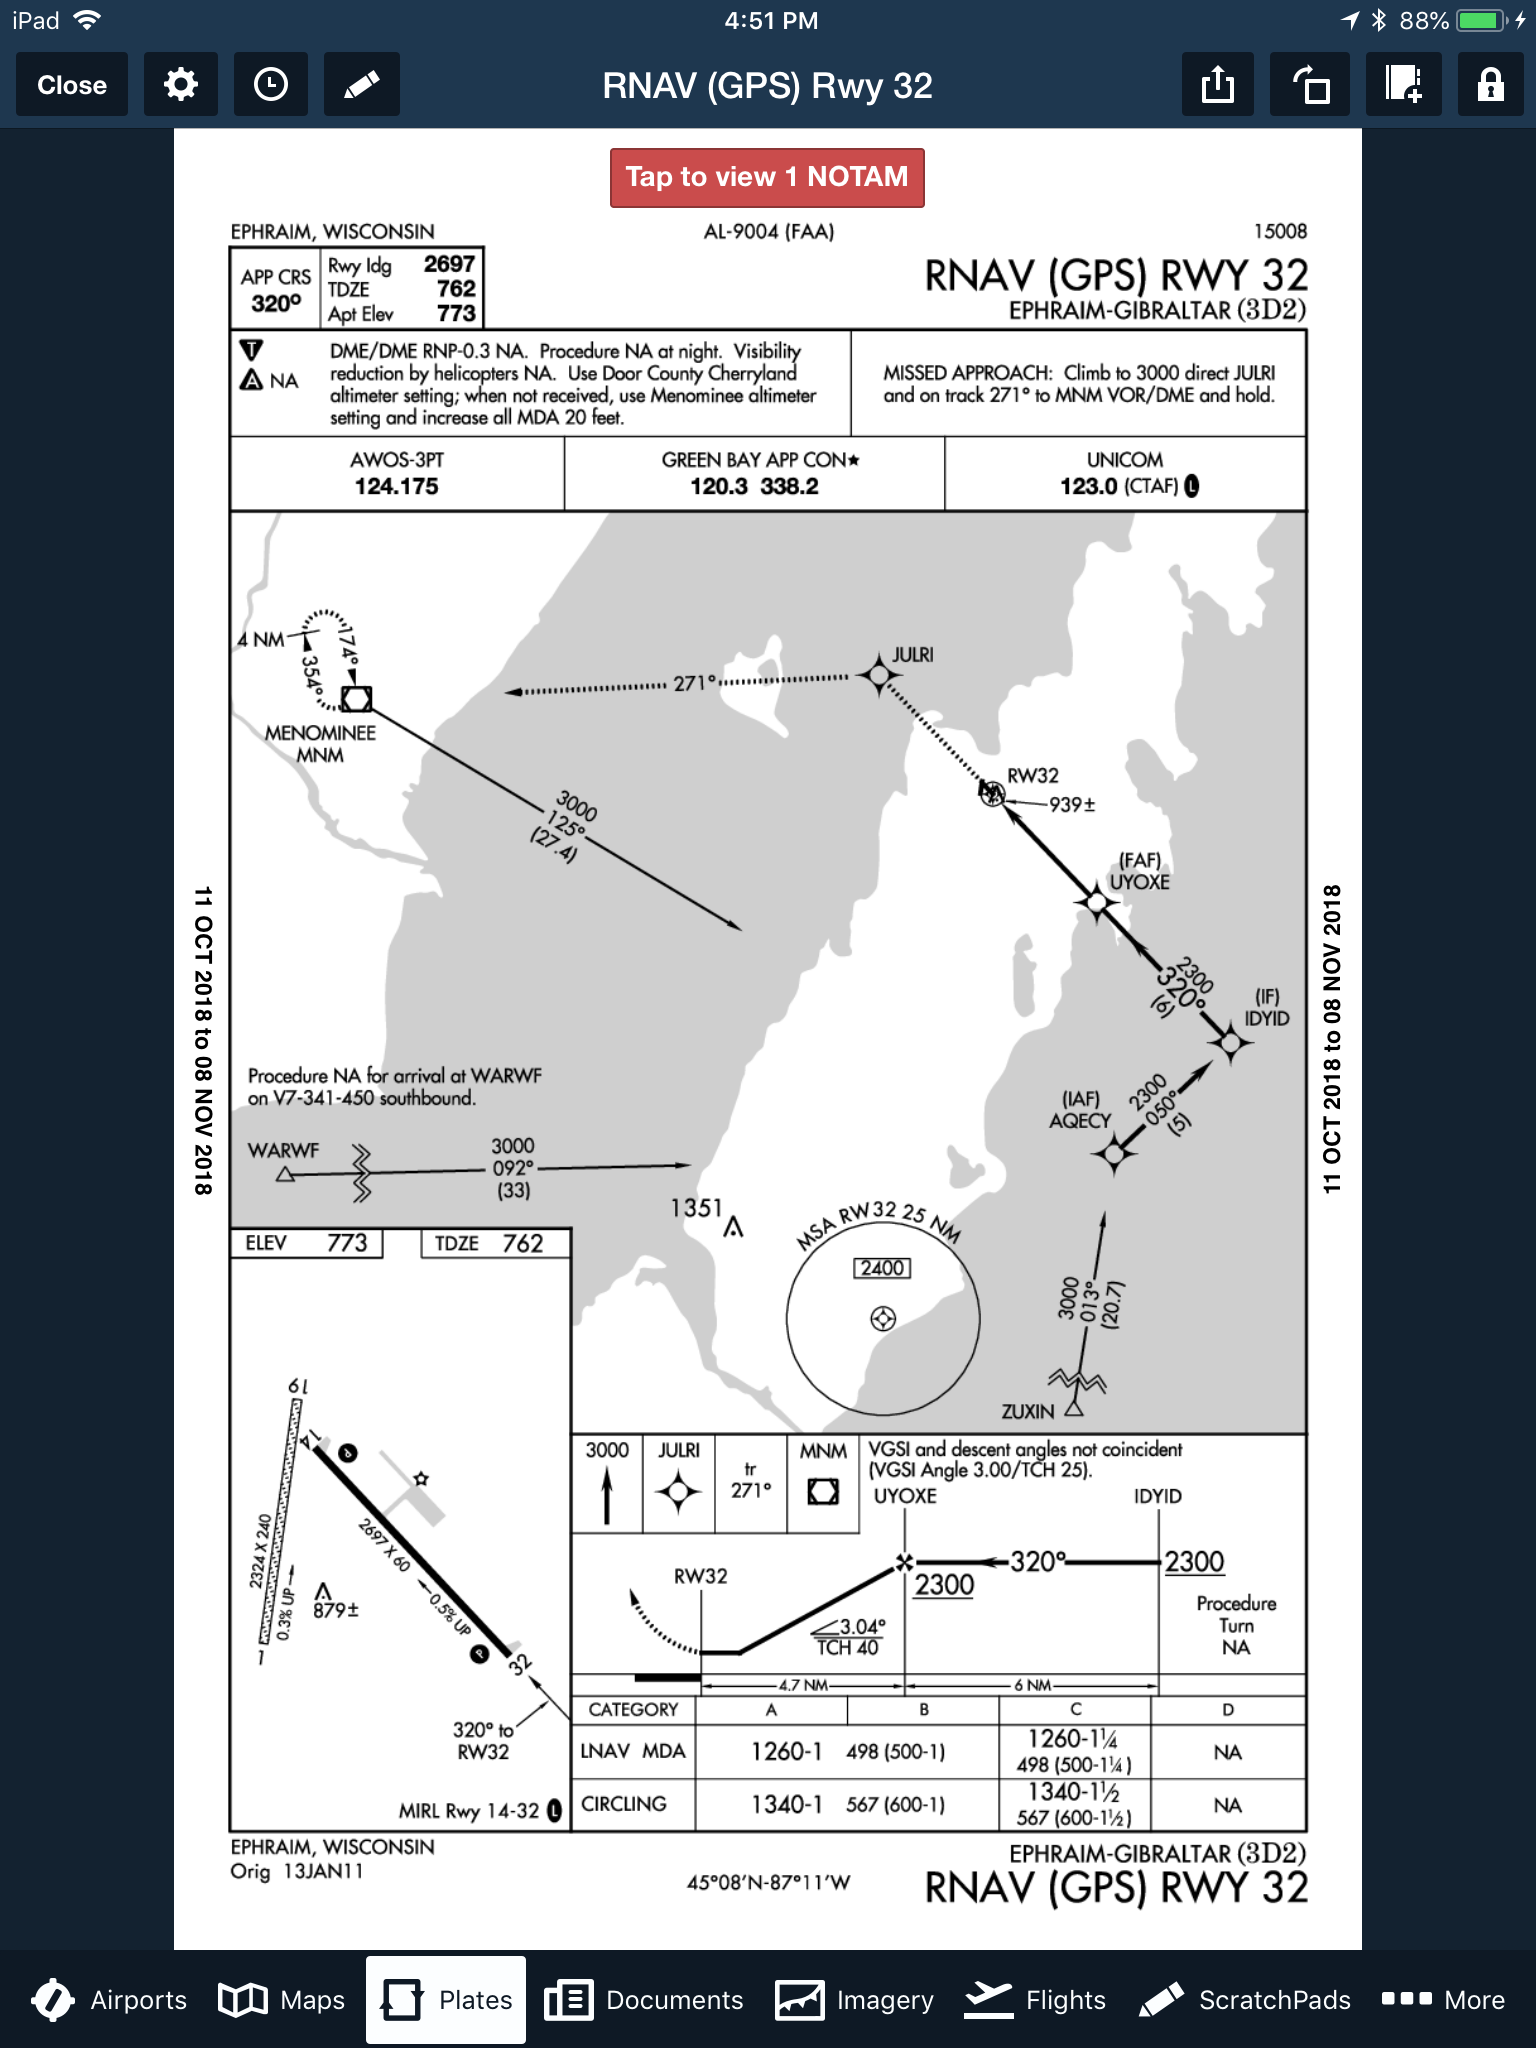 iPad
4:51 PM
88%
Close
RNAV (GPS) Rwy 32
Tap to view 1 NOTAM
EPHRAIM, WISCONSIN
AL-9004 (FAA)
15008
APP CRS
320°
Rwy ldg 2697
TDZE 762
Apt Elev 773
RNAV (GPS) RWY 32
EPHRAIM-GIBRALTAR (3D2)
T
A NA
DME/DME RNP-0.3 NA. Procedure NA at night. Visibility
reduction by helicopters NA. Use Door County Cherryland
altimeter setting; when not received, use Menominee altimeter
setting and increase all MDA 20 feet.
MISSED APPROACH: Climb to 3000 direct JULRI
and on track 271° to MNM VOR/DME and hold.
AWOS-3PT
124.175
GREEN BAY APP CON★
120.3 338.2
UNICOM
123.0 (CTAF) L
4 NM
174°
354°
MENOMINEE
MNM
271°
JULRI
RW32
939±
3000
125°
(27.4)
(FAF)
UYOXE
2300
320°
(6)
(IF)
IDYID
11 OCT 2018 to 08 NOV 2018
11 OCT 2018 to 08 NOV 2018
Procedure NA for arrival at WARWF
on V7-341-450 southbound.
(IAF)
AQECY
2300
050°
(5)
WARWF
3000
092°
(33)
1351
MSA RW 32 25 NM
2400
3000
013°
(20.7)
ZUXIN
ELEV 773
TDZE 762
19
14
P
2324 X 240
0.3% UP
2697 X 60
0.5% UP
879±
P
1
32
320° to
RW32
MIRL Rwy 14-32 L
3000
JULRI
tr
271°
MNM
VGSI and descent angles not coincident
(VGSI Angle 3.00/TCH 25).
UYOXE
IDYID
RW32
320°
2300
2300
3.04°
TCH 40
Procedure
Turn
NA
4.7 NM
6 NM
CATEGORY A B C D
LNAV MDA 1260-1 498 (500-1) 1260-1¼ NA
498 (500-1¼)
CIRCLING 1340-1 567 (600-1) 1340-1½ NA
567 (600-1½)
EPHRAIM, WISCONSIN
Orig 13JAN11
45°08'N-87°11'W
EPHRAIM-GIBRALTAR (3D2)
RNAV (GPS) RWY 32
Airports
Maps
Plates
Documents
Imagery
Flights
ScratchPads
More